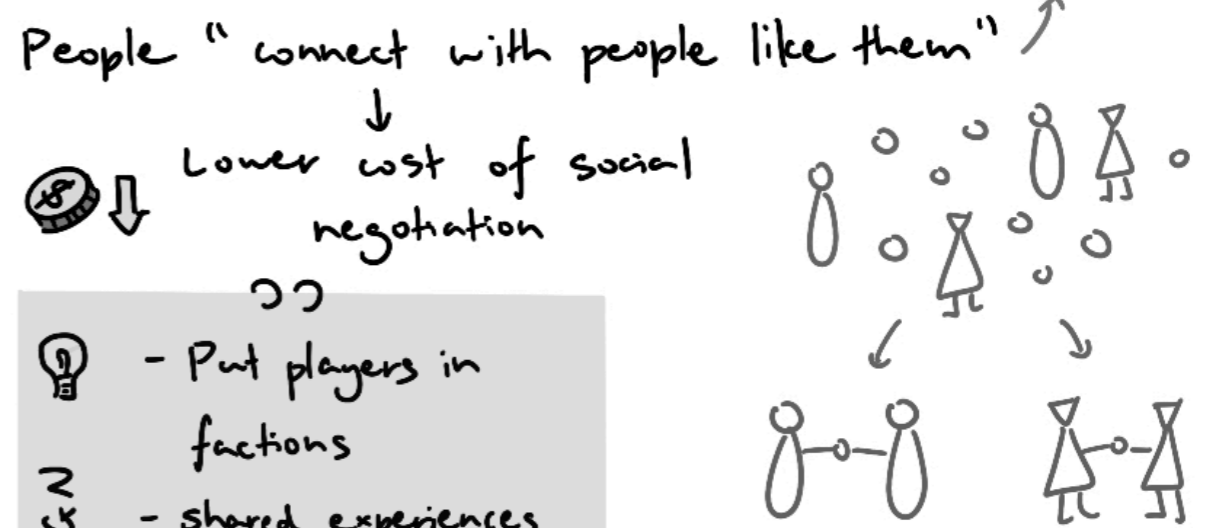 People "connect with people like them"
↓
Lower cost of social
negotiation
- Put players in
factions
- shared experiences